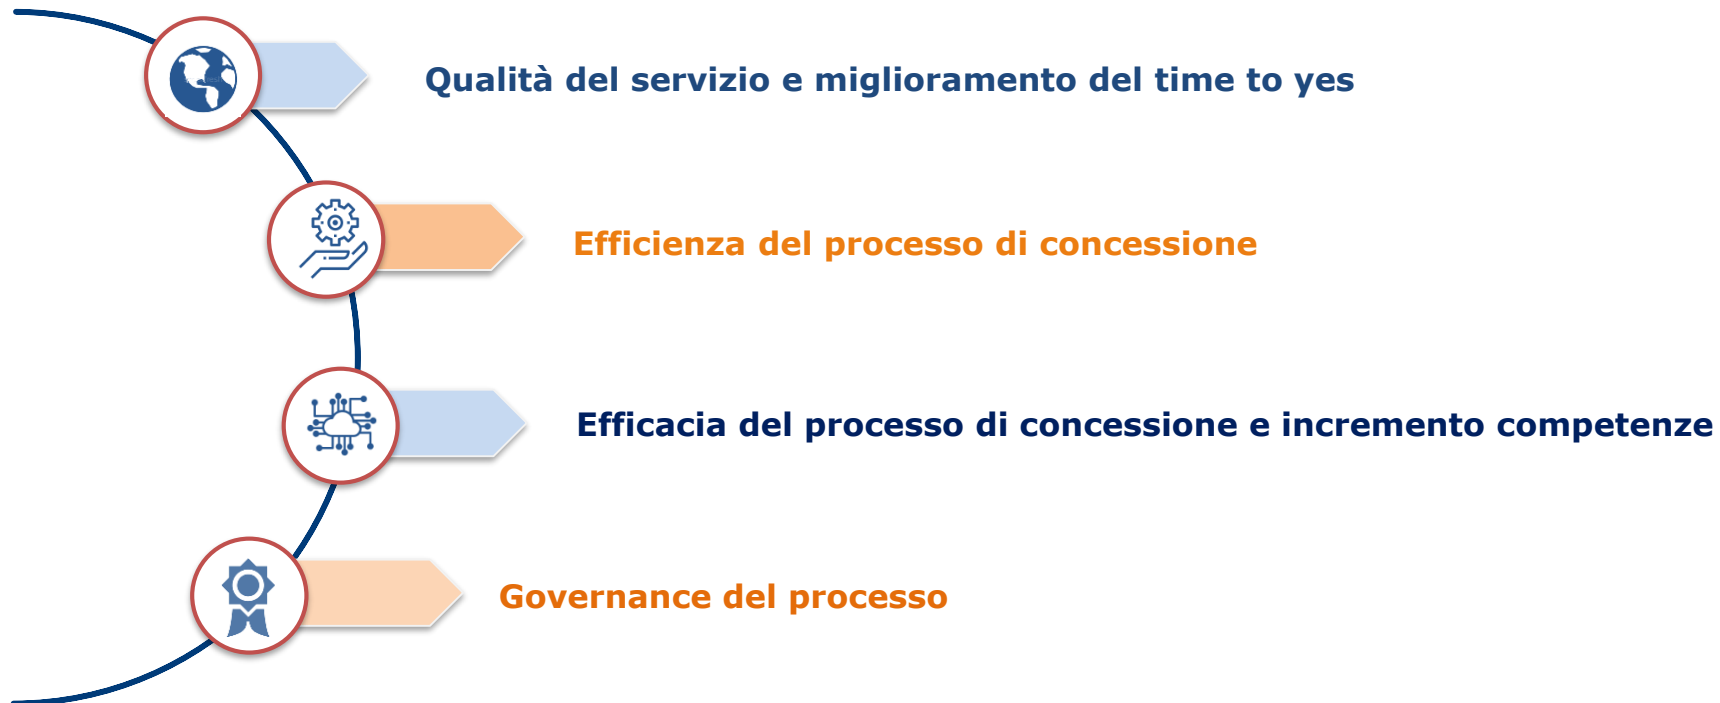 Qualità del servizio e miglioramento del time to yes
Efficienza del processo di concessione
Efficacia del processo di concessione e incremento competenze
Governance del processo